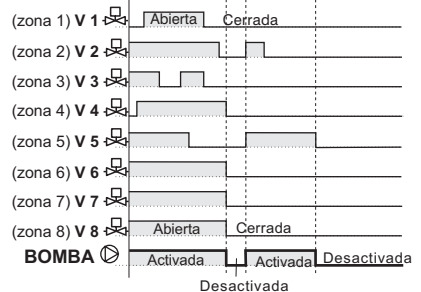 (zona 1) V 1 Abierta Cerrada
(zona 2) V 2
(zona 3) V 3
(zona 4) V 4
(zona 5) V 5
(zona 6) V 6
(zona 7) V 7
(zona 8) V 8 Abierta Cerrada
BOMBA Activada Activada Desactivada
Desactivada